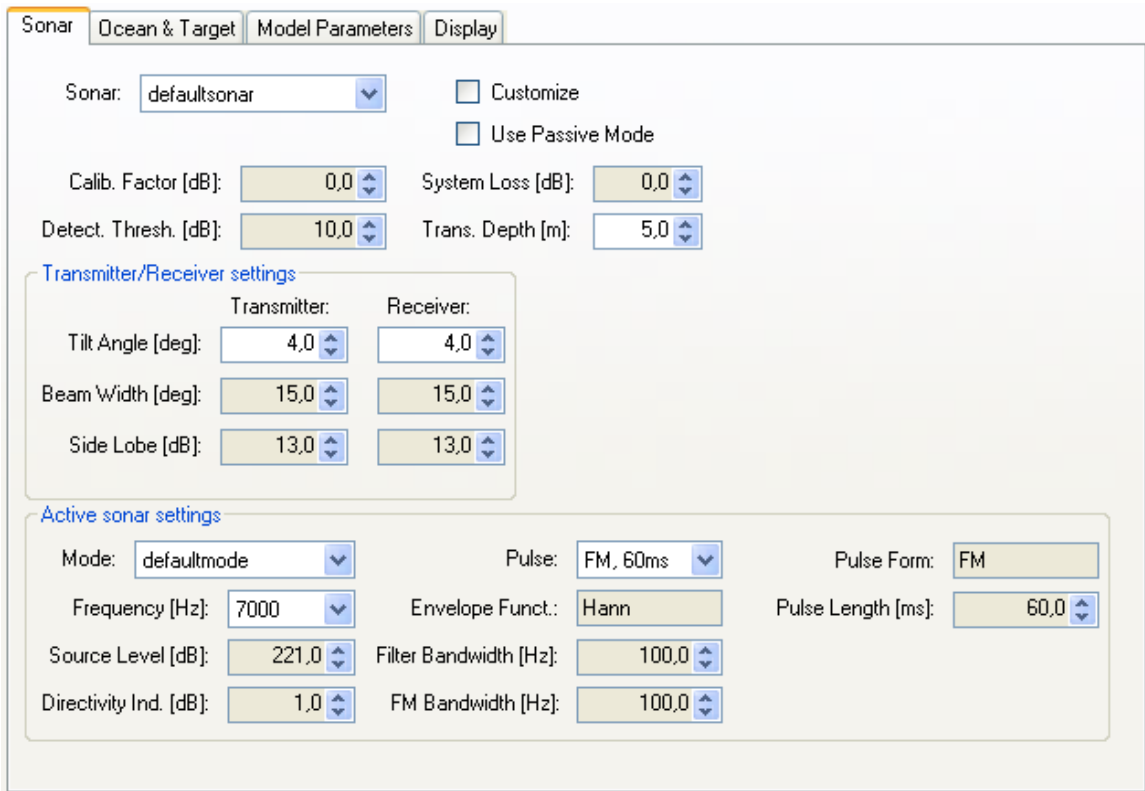 Sonar Ocean & Target Model Parameters Display
Sonar: defaultsonar Customize
Use Passive Mode
Calib. Factor [dB]: 0,0 System Loss [dB]: 0,0
Detect. Thresh. [dB]: 10,0 Trans. Depth [m]: 5,0
Transmitter/Receiver settings
Transmitter: Receiver:
Tilt Angle [deg]: 4,0 4,0
Beam Width [deg]: 15,0 15,0
Side Lobe [dB]: 13,0 13,0
Active sonar settings
Mode: defaultmode Pulse: FM, 60ms Pulse Form: FM
Frequency [Hz]: 7000 Envelope Funct.: Hann Pulse Length [ms]: 60,0
Source Level [dB]: 221,0 Filter Bandwidth [Hz]: 100,0
Directivity Ind. [dB]: 1,0 FM Bandwidth [Hz]: 100,0